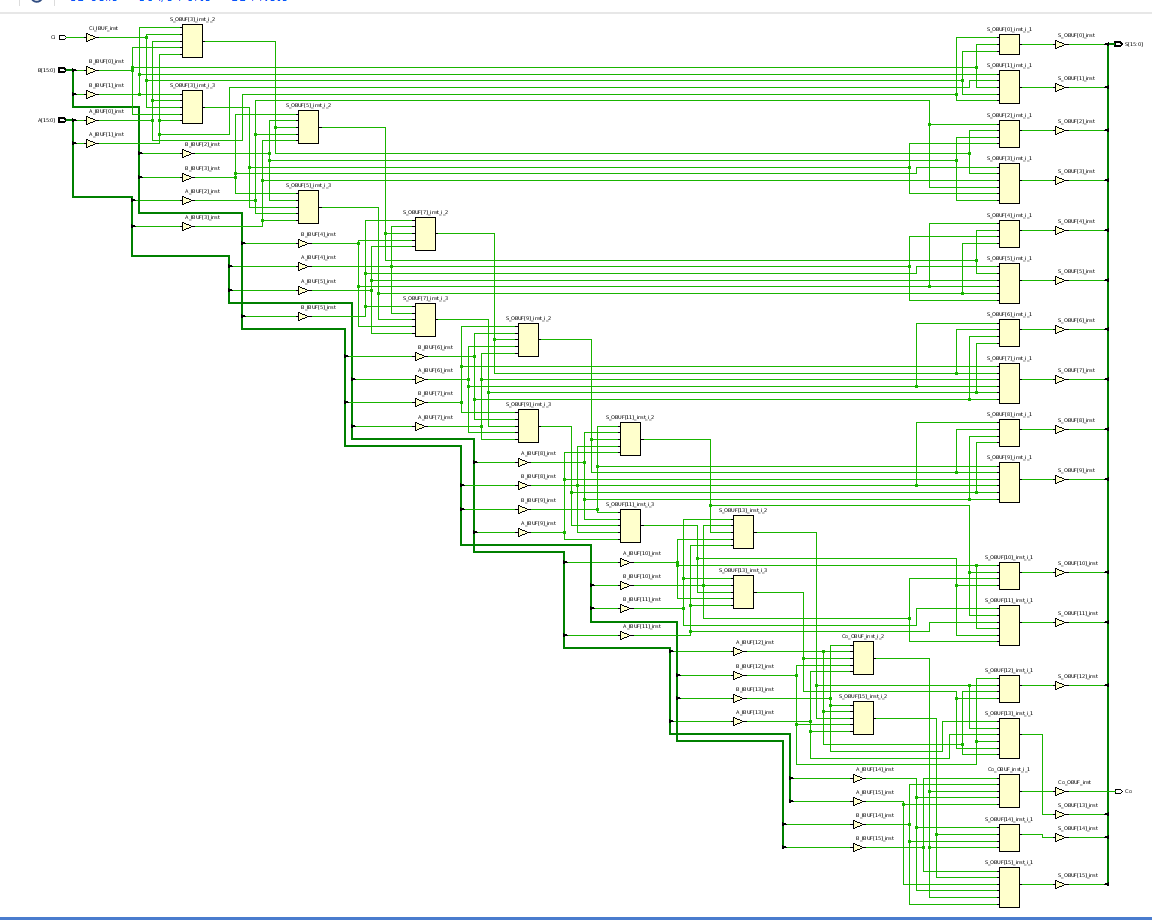 S_OBUF[3]_inst_i_2
Ci_IBUF_inst
Ci
S_OBUF[0]_inst_i_1
S_OBUF[0]_inst
S[15:0]
B_IBUF[0]_inst
B[15:0]
S_OBUF[1]_inst_i_1
S_OBUF[1]_inst
B_IBUF[1]_inst
S_OBUF[3]_inst_i_3
S_OBUF[5]_inst_i_2
A_IBUF[0]_inst
A[15:0]
S_OBUF[2]_inst_i_1
S_OBUF[2]_inst
A_IBUF[1]_inst
B_IBUF[2]_inst
S_OBUF[3]_inst_i_1
B_IBUF[3]_inst
S_OBUF[3]_inst
S_OBUF[5]_inst_i_3
A_IBUF[2]_inst
S_OBUF[7]_inst_i_2
A_IBUF[3]_inst
S_OBUF[4]_inst_i_1
S_OBUF[4]_inst
B_IBUF[4]_inst
A_IBUF[4]_inst
S_OBUF[5]_inst_i_1
S_OBUF[5]_inst
A_IBUF[5]_inst
S_OBUF[7]_inst_i_3
B_IBUF[5]_inst
S_OBUF[9]_inst_i_2
S_OBUF[6]_inst_i_1
S_OBUF[6]_inst
B_IBUF[6]_inst
S_OBUF[7]_inst_i_1
A_IBUF[6]_inst
S_OBUF[7]_inst
B_IBUF[7]_inst
S_OBUF[9]_inst_i_3
A_IBUF[7]_inst
S_OBUF[11]_inst_i_2
S_OBUF[8]_inst_i_1
S_OBUF[8]_inst
A_IBUF[8]_inst
S_OBUF[9]_inst_i_1
S_OBUF[9]_inst
B_IBUF[8]_inst
B_IBUF[9]_inst
S_OBUF[11]_inst_i_3
S_OBUF[13]_inst_i_2
A_IBUF[9]_inst
A_IBUF[10]_inst
S_OBUF[10]_inst_i_1
S_OBUF[10]_inst
B_IBUF[10]_inst
S_OBUF[13]_inst_i_3
B_IBUF[11]_inst
S_OBUF[11]_inst_i_1
S_OBUF[11]_inst
A_IBUF[11]_inst
Co_OBUF_inst_i_2
A_IBUF[12]_inst
B_IBUF[12]_inst
S_OBUF[12]_inst_i_1
S_OBUF[12]_inst
B_IBUF[13]_inst
S_OBUF[15]_inst_i_2
A_IBUF[13]_inst
S_OBUF[13]_inst_i_1
A_IBUF[14]_inst
Co_OBUF_inst_i_1
Co_OBUF_inst
Co
A_IBUF[15]_inst
S_OBUF[13]_inst
B_IBUF[14]_inst
S_OBUF[14]_inst_i_1
S_OBUF[14]_inst
B_IBUF[15]_inst
S_OBUF[15]_inst_i_1
S_OBUF[15]_inst